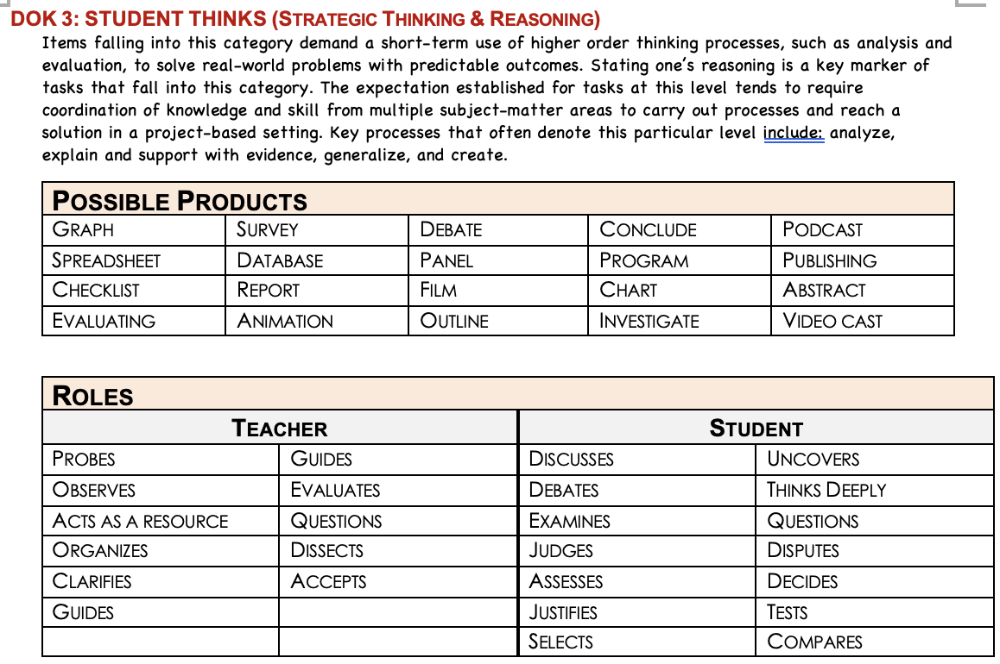 DOK 3: STUDENT THINKS (STRATEGIC THINKING & REASONING)
Items falling into this category demand a short-term use of higher order thinking processes, such as analysis and
evaluation, to solve real-world problems with predictable outcomes. Stating one's reasoning is a key marker of
tasks that fall into this category. The expectation established for tasks at this level tends to require
coordination of knowledge and skill from multiple subject-matter areas to carry out processes and reach a
solution in a project-based setting. Key processes that often denote this particular level include: analyze,
explain and support with evidence, generalize, and create.
POSSIBLE PRODUCTS
GRAPH SURVEY DEBATE CONCLUDE PODCAST
SPREADSHEET DATABASE PANEL PROGRAM PUBLISHING
CHECKLIST REPORT FILM CHART ABSTRACT
EVALUATING ANIMATION OUTLINE INVESTIGATE VIDEO CAST
ROLES
TEACHER STUDENT
PROBES GUIDES DISCUSSES UNCOVERS
OBSERVES EVALUATES DEBATES THINKS DEEPLY
ACTS AS A RESOURCE QUESTIONS EXAMINES QUESTIONS
ORGANIZES DISSECTS JUDGES DISPUTES
CLARIFIES ACCEPTS ASSESSES DECIDES
GUIDES JUSTIFIES TESTS
SELECTS COMPARES